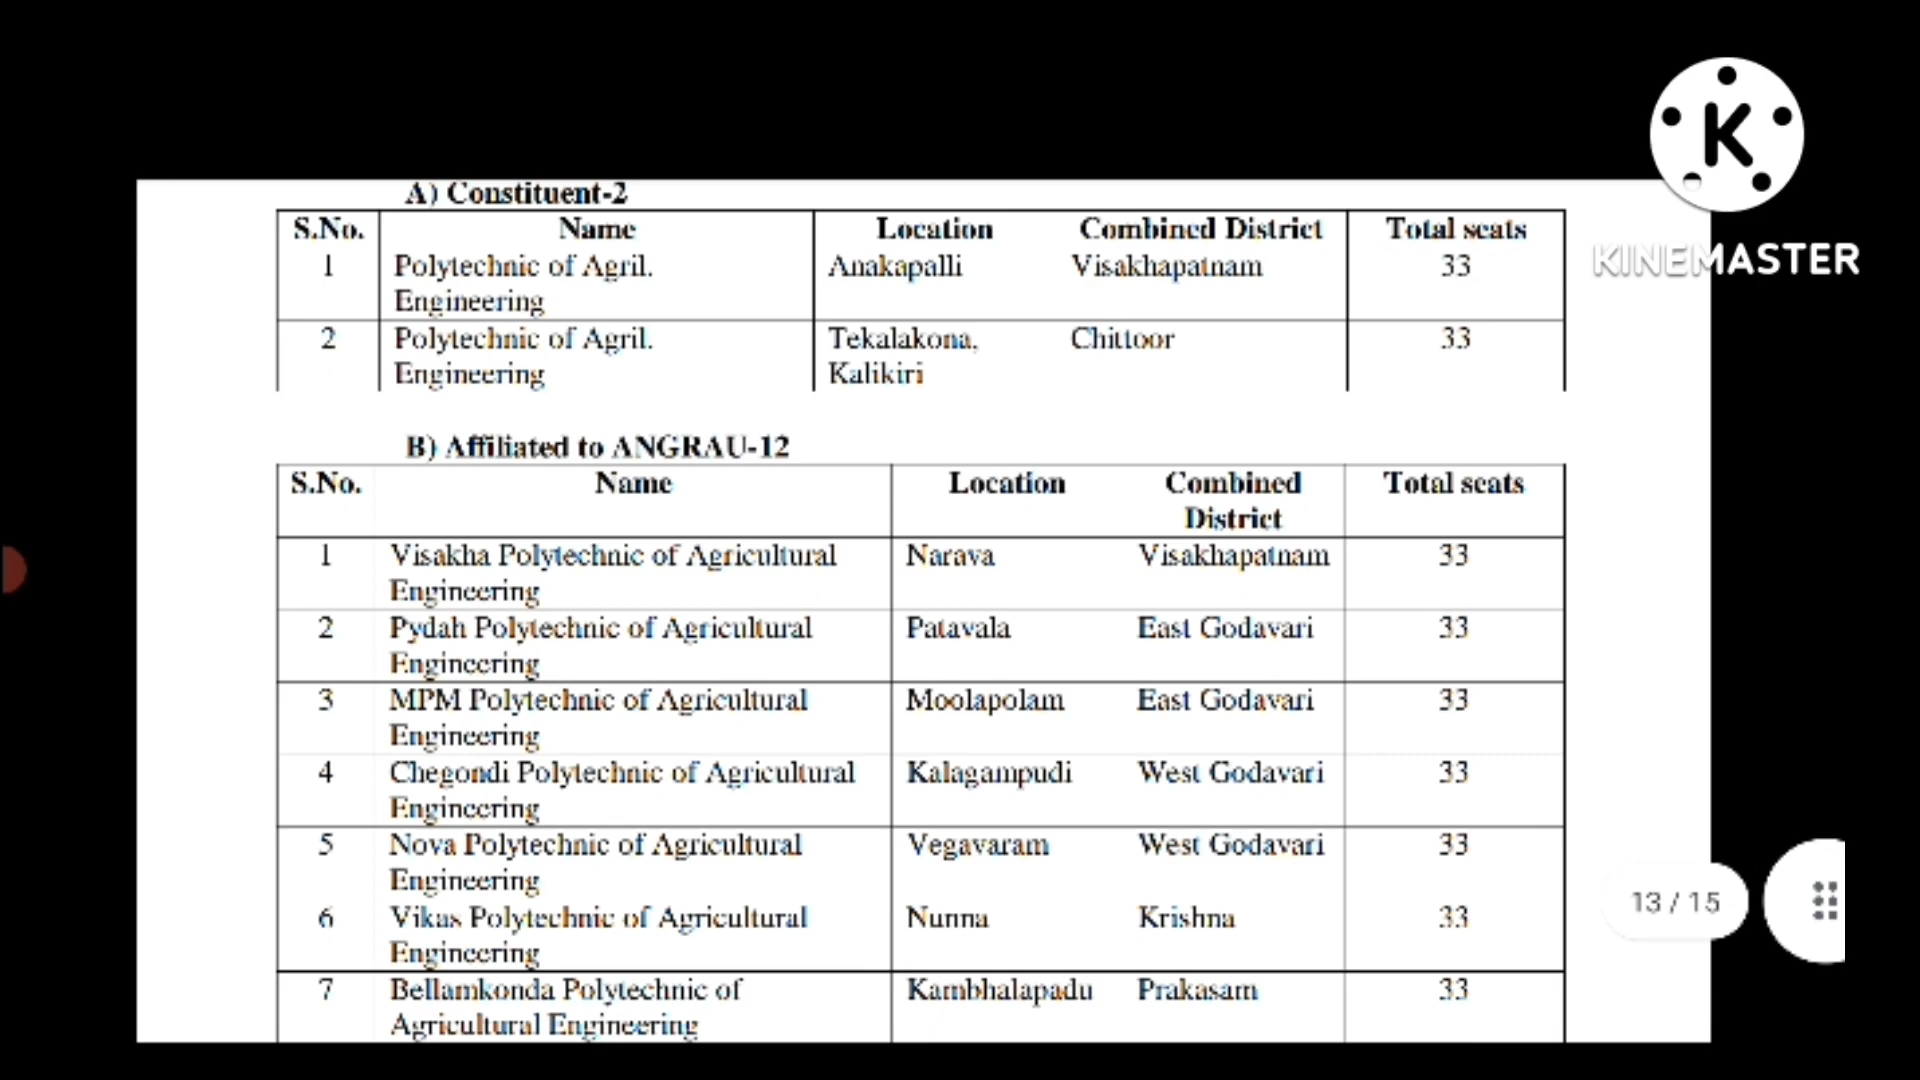 K
KINEMASTER
A) Constituent-2
S.No. Name Location Combined District Total seats
1 Polytechnic of Agril. Anakapalli Visakhapatnam 33
Engineering
2 Polytechnic of Agril. Tekalakona, Chittoor 33
Engineering Kalikiri
B) Affiliated to ANGRAU-12
S.No. Name Location Combined Total seats
District
1 Visakha Polytechnic of Agricultural Narava Visakhapatnam 33
Engineering
2 Pydah Polytechnic of Agricultural Patavala East Godavari 33
Engineering
3 MPM Polytechnic of Agricultural Moolapolam East Godavari 33
Engineering
4 Chegondi Polytechnic of Agricultural Kalagampudi West Godavari 33
Engineering
5 Nova Polytechnic of Agricultural Vegavaram West Godavari 33
Engineering
6 Vikas Polytechnic of Agricultural Nunna Krishna 33
Engineering
7 Bellamkonda Polytechnic of Kambhalapadu Prakasam 33
Agricultural Engineering
13 / 15